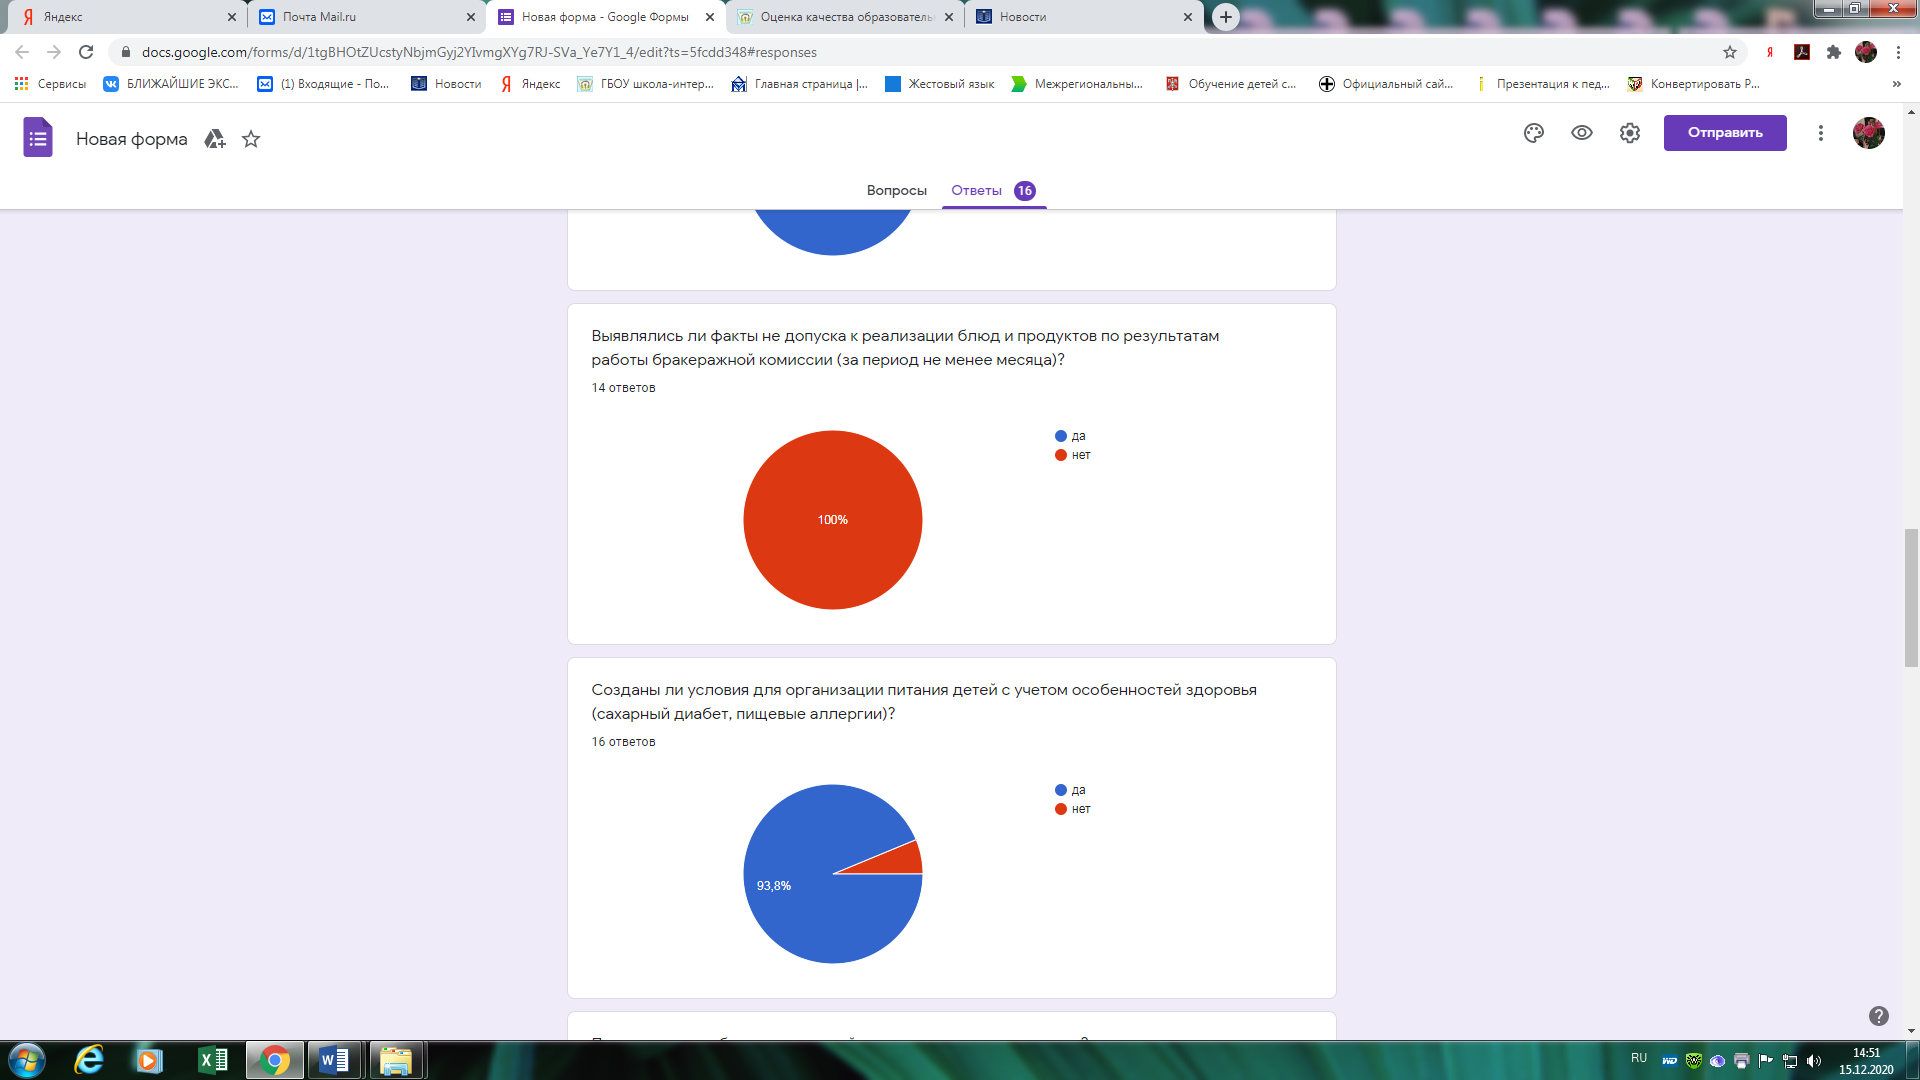 Яндекс
Почта Mail.ru
Новая форма - Google Формы
Оценка качества образователь
Новости
docs.google.com/forms/d/1tgBHOtZUcstyNbjmGyj2YIvmgXYg7RJ-SVa_Ye7Y1_4/edit?ts=5fcdd348#responses
Сервисы
БЛИЖАЙШИЕ ЭКС...
(1) Входящие - По...
Новости
Яндекс
ГБОУ школа-интер...
Главная страница |...
Жестовый язык
Межрегиональны...
Обучение детей с...
Официальный сай...
Презентация к пед...
Конвертировать P...
Новая форма
Отправить
Вопросы
Ответы 16
Выявлялись ли факты не допуска к реализации блюд и продуктов по результатам
работы бракеражной комиссии (за период не менее месяца)?
14 ответов
да
нет
100%
Созданы ли условия для организации питания детей с учетом особенностей здоровья
(сахарный диабет, пищевые аллергии)?
16 ответов
да
нет
93,8%
RU
14:51
15.12.2020